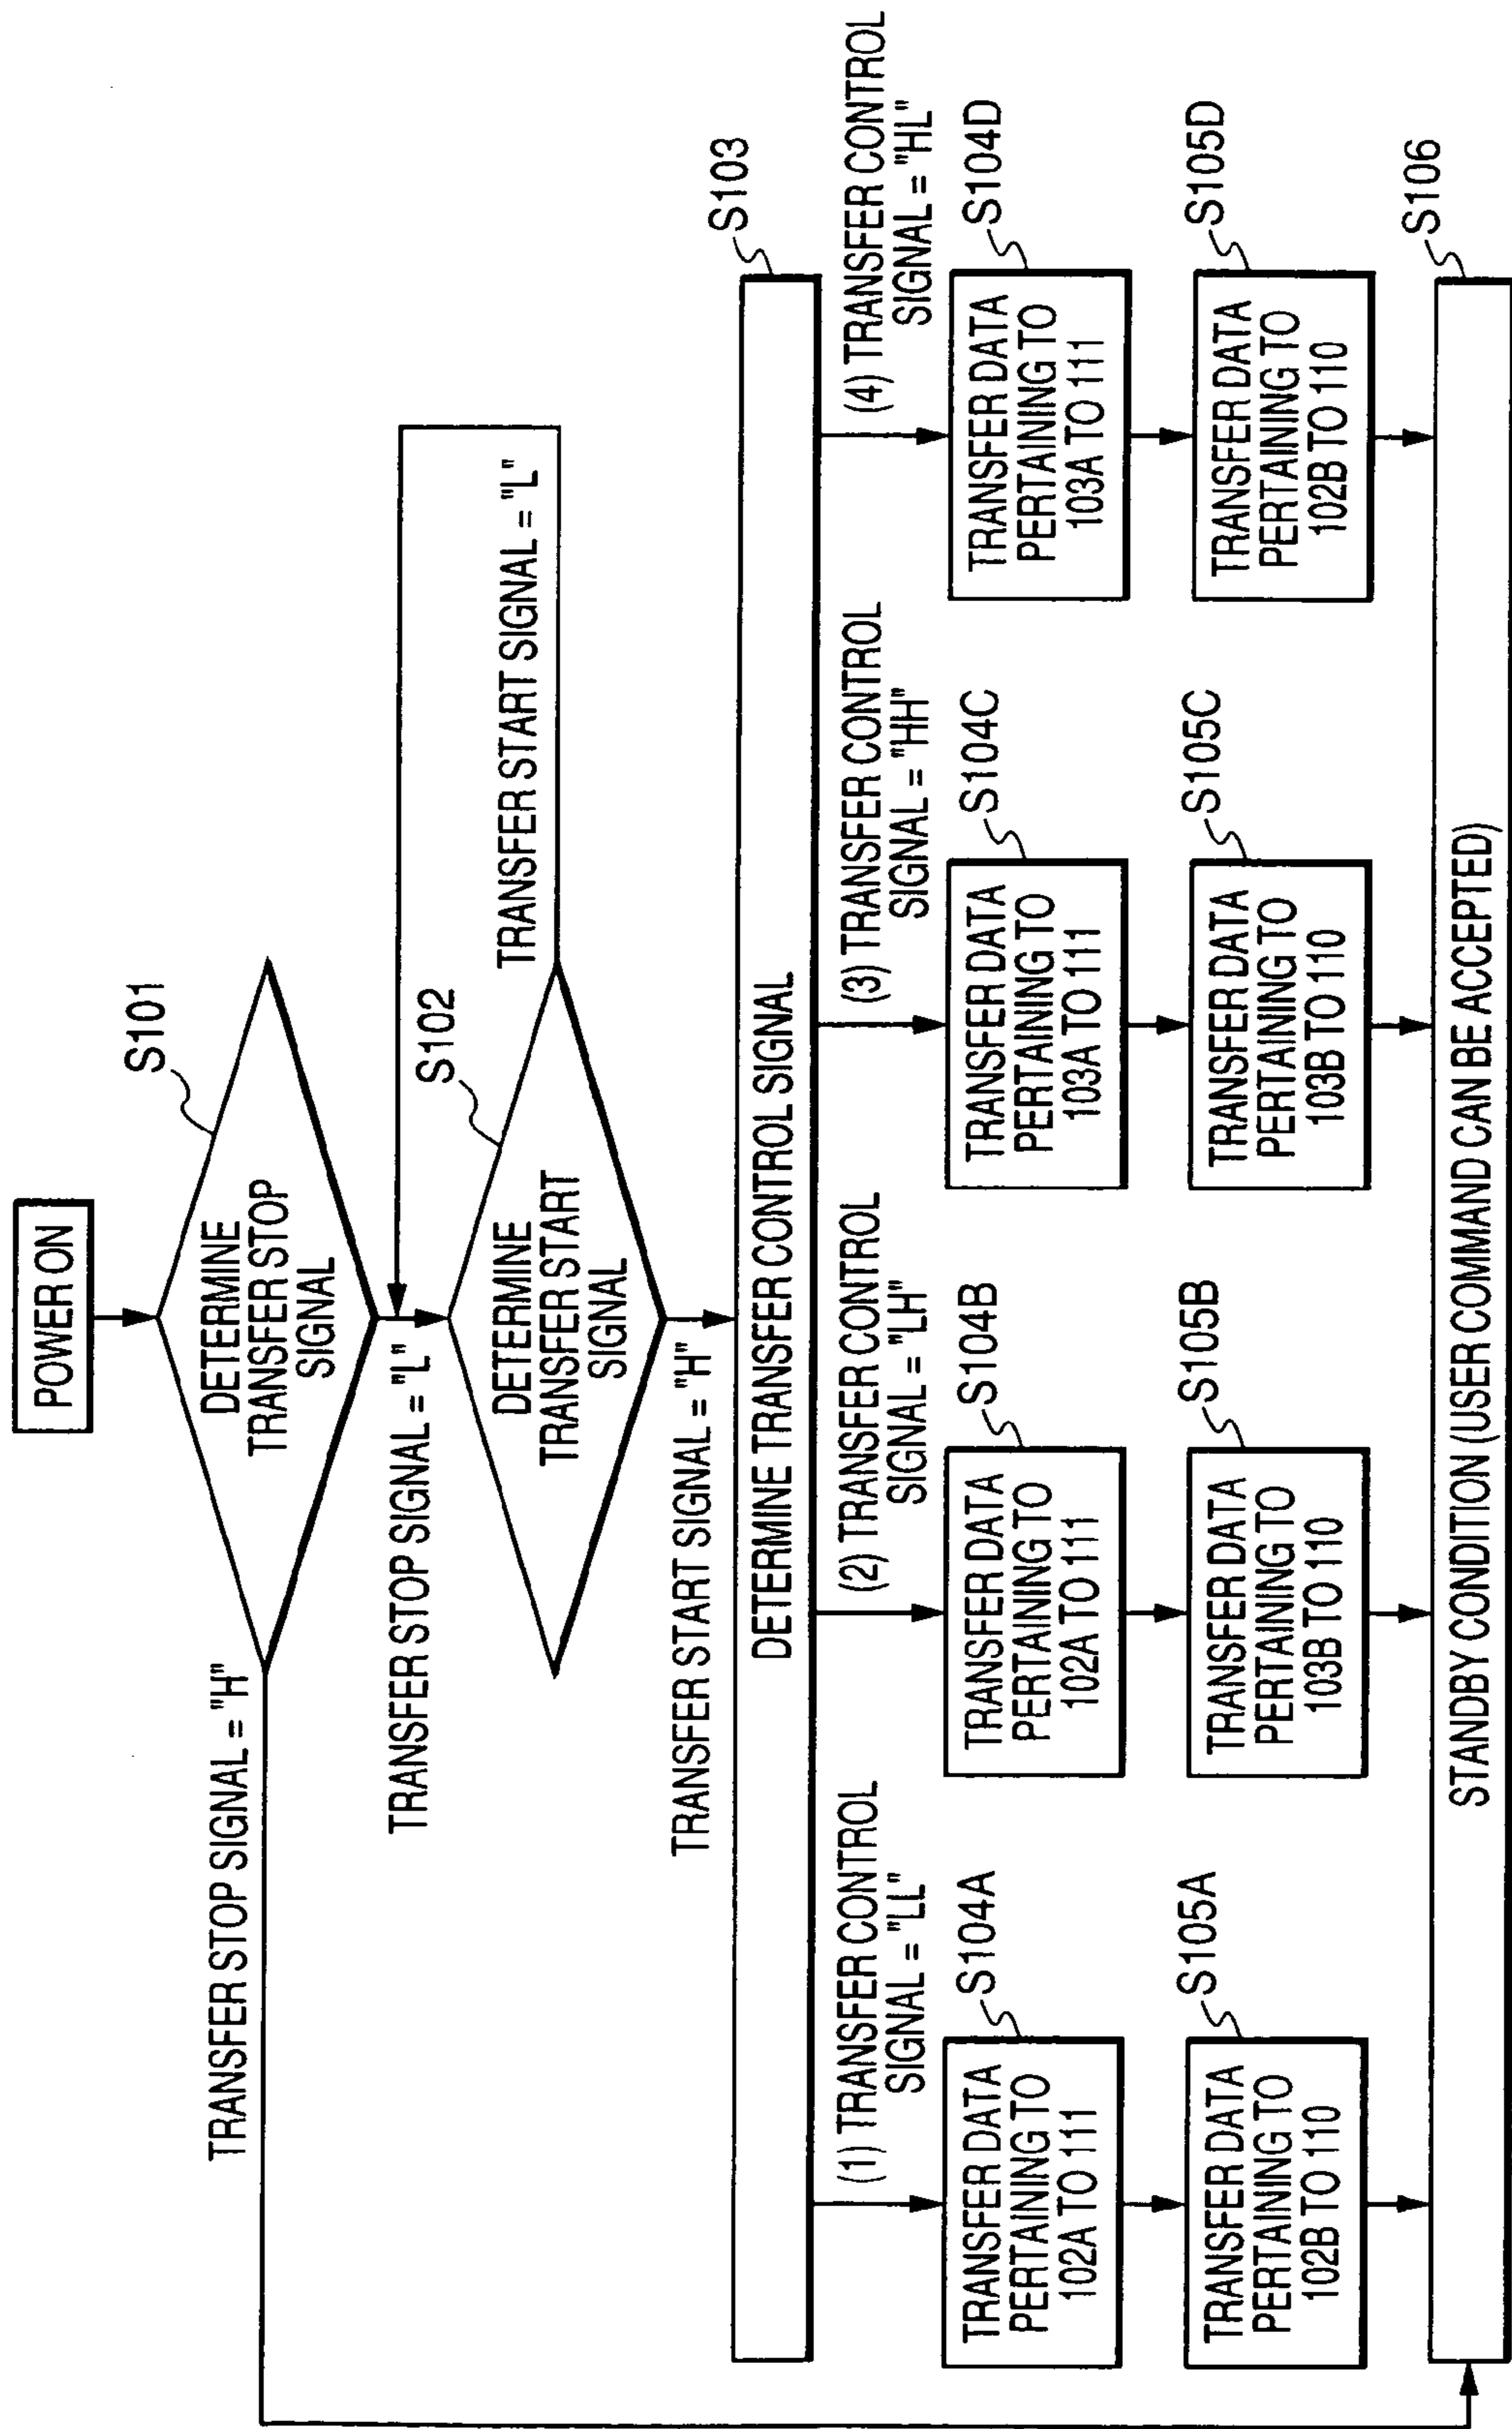 POWER ON
S101
DETERMINE
TRANSFER STOP
SIGNAL
TRANSFER STOP SIGNAL = "H"
TRANSFER STOP SIGNAL = "L"
S102
DETERMINE
TRANSFER START
SIGNAL
TRANSFER START SIGNAL = "L"
TRANSFER START SIGNAL = "H"
S103
DETERMINE TRANSFER CONTROL SIGNAL
(1) TRANSFER CONTROL
SIGNAL = "LL"
(2) TRANSFER CONTROL
SIGNAL = "LH"
(3) TRANSFER CONTROL
SIGNAL = "HH"
(4) TRANSFER CONTROL
SIGNAL = "HL"
S104A
TRANSFER DATA
PERTAINING TO
102A TO 111
S104B
TRANSFER DATA
PERTAINING TO
102A TO 111
S104C
TRANSFER DATA
PERTAINING TO
103A TO 111
S104D
TRANSFER DATA
PERTAINING TO
103A TO 111
S105A
TRANSFER DATA
PERTAINING TO
102B TO 110
S105B
TRANSFER DATA
PERTAINING TO
103B TO 110
S105C
TRANSFER DATA
PERTAINING TO
103B TO 110
S105D
TRANSFER DATA
PERTAINING TO
102B TO 110
S106
STANDBY CONDITION (USER COMMAND CAN BE ACCEPTED)